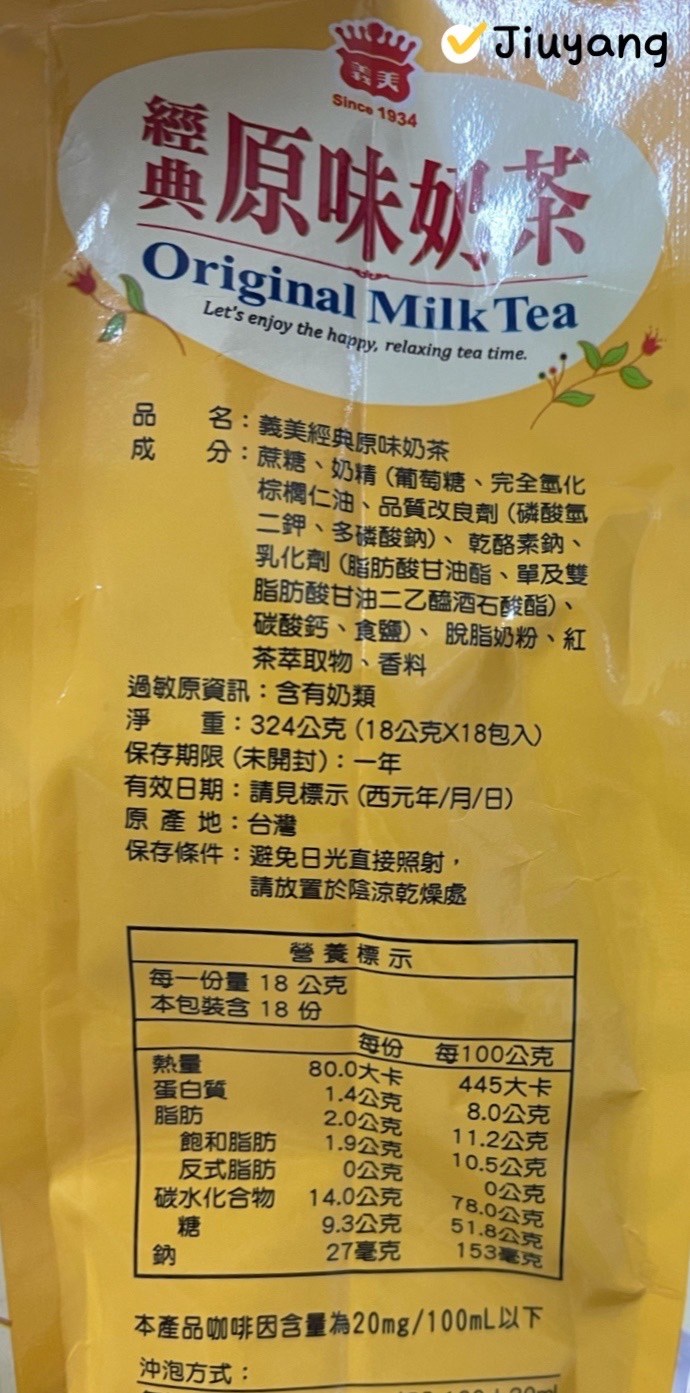 Jiuyang
義美
Since 1934
經典原味奶茶
Original Milk Tea
Let's enjoy the happy, relaxing tea time.
品 名：義美經典原味奶茶
成 分：蔗糖、奶精（葡萄糖、完全氫化
棕櫚仁油、品質改良劑（磷酸氫
二鉀、多磷酸鈉）、乾酪素鈉、
乳化劑（脂肪酸甘油酯、單及雙
脂肪酸甘油二乙醯酒石酸酯）、
碳酸鈣、食鹽）、脫脂奶粉、紅
茶萃取物、香料
過敏原資訊：含有奶類
淨 重：324公克（18公克X18包入）
保存期限（未開封）：一年
有效日期：請見標示（西元年/月/日）
原 產 地：台灣
保存條件：避免日光直接照射，
請放置於陰涼乾燥處
營養標示
每一份量 18 公克
本包裝含 18 份
每份 每100公克
熱量 80.0大卡 445大卡
蛋白質 1.4公克 8.0公克
脂肪 2.0公克 11.2公克
飽和脂肪 1.9公克 10.5公克
反式脂肪 0公克 0公克
碳水化合物 14.0公克 78.0公克
糖 9.3公克 51.8公克
鈉 27毫克 153毫克
本產品咖啡因含量為20mg/100mL以下
沖泡方式：